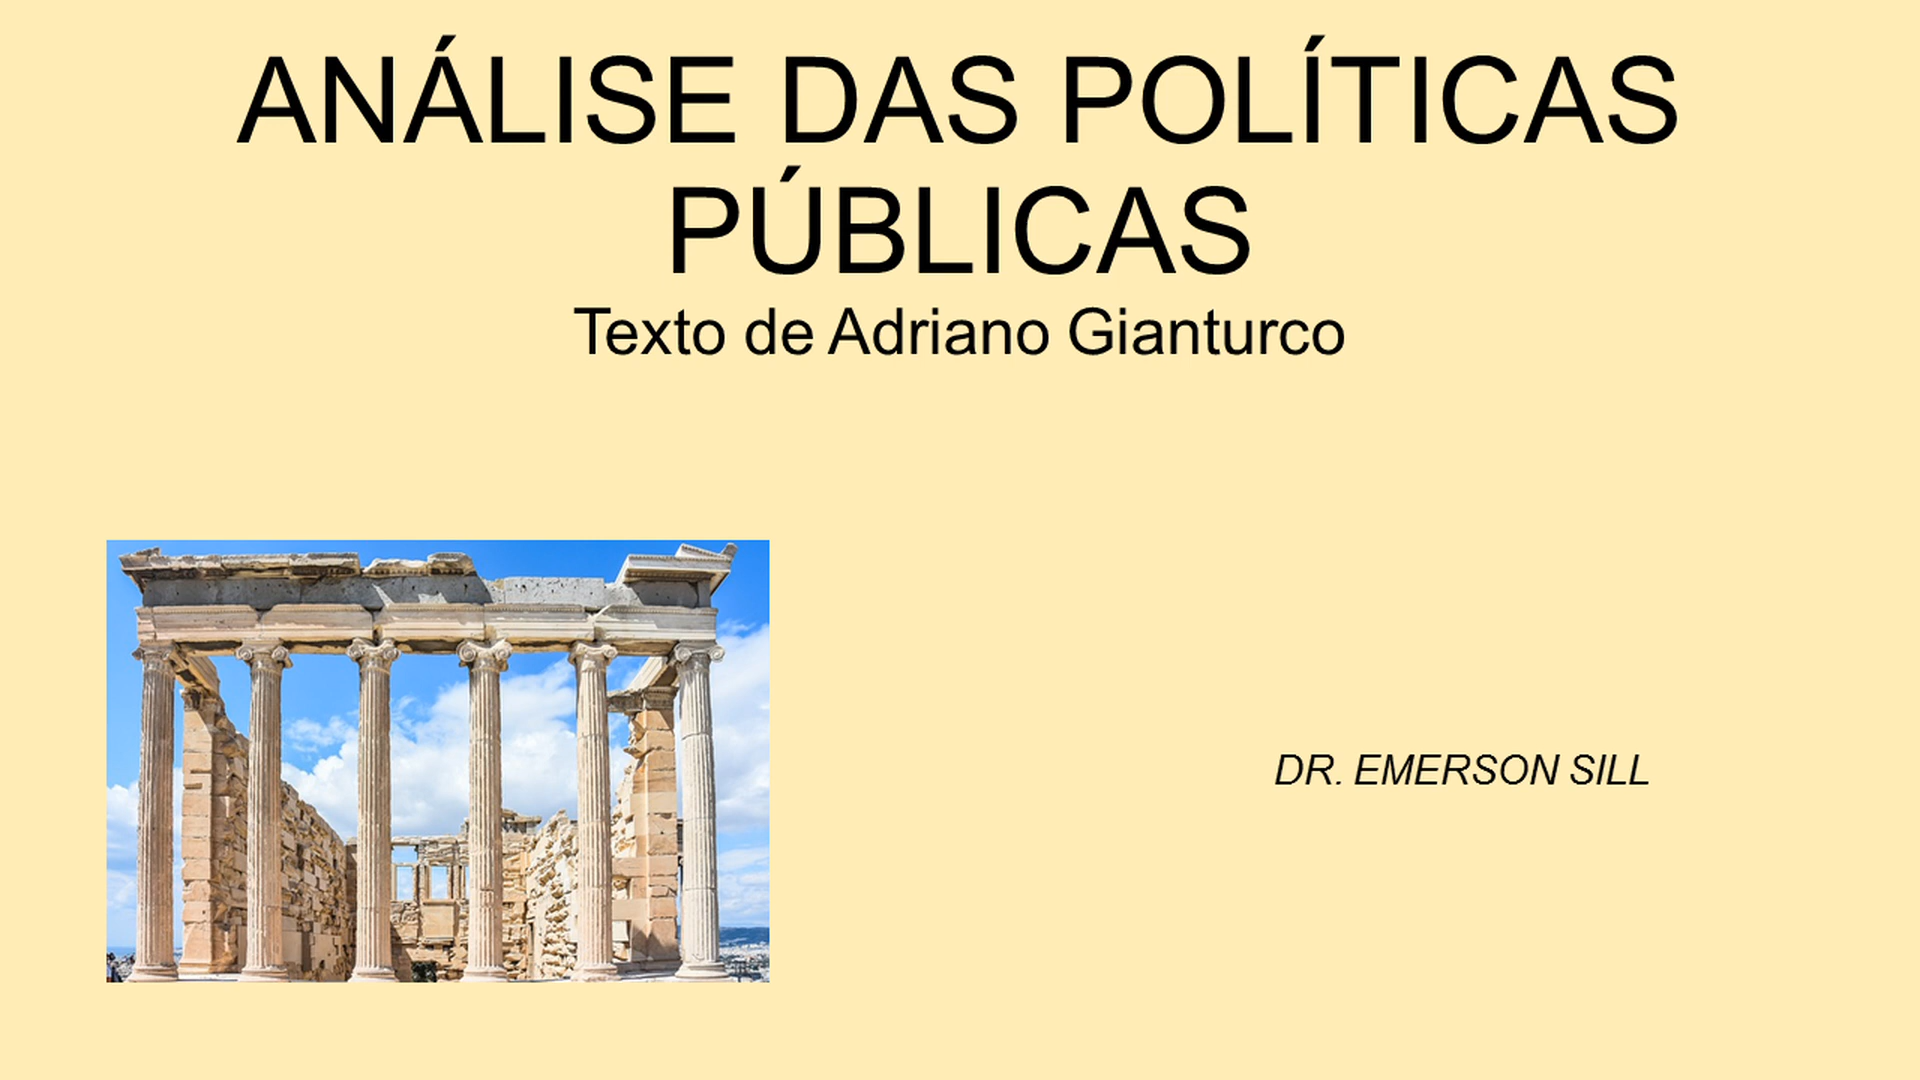 ANÁLISE DAS POLÍTICAS
PÚBLICAS
Texto de Adriano Gianturco
DR. EMERSON SILL